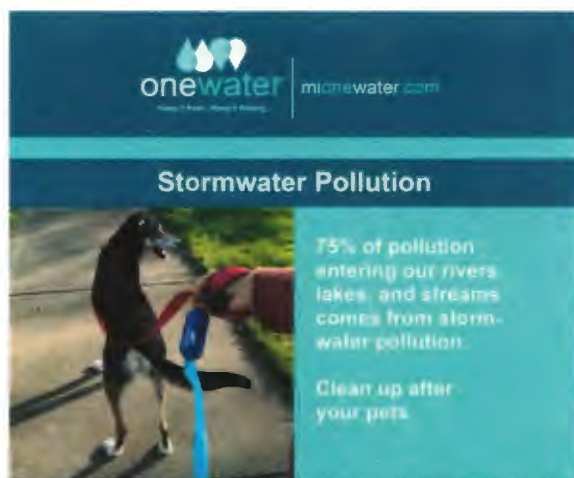 onewater
mionewater.com
Stormwater Pollution
75% of pollution
entering our rivers
lakes, and streams
comes from storm-
water pollution.
Clean up after
your pets